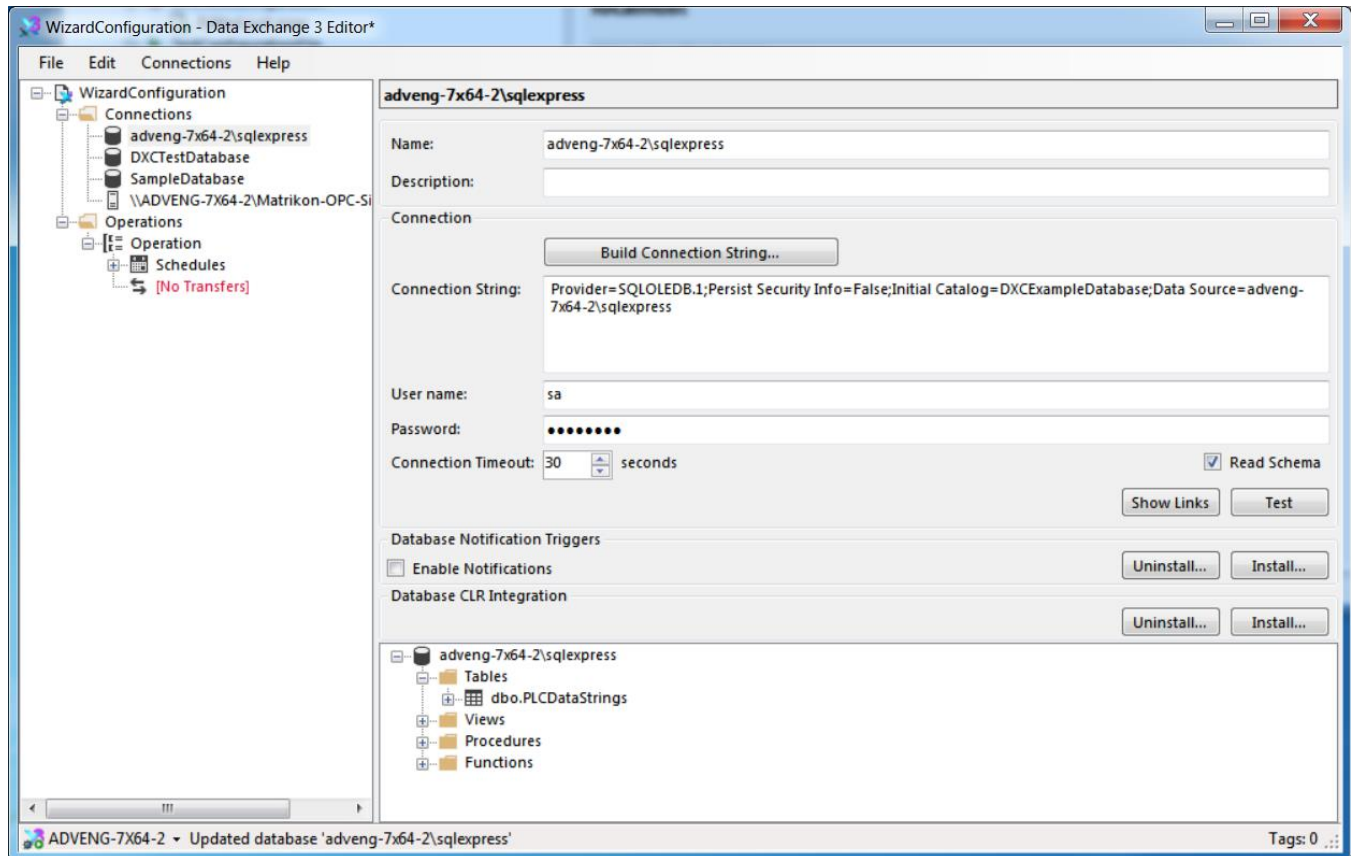 WizardConfiguration - Data Exchange 3 Editor*
File Edit Connections Help
WizardConfiguration
Connections
adveng-7x64-2\sqlexpress
DXCTestDatabase
SampleDatabase
\\ADVENG-7X64-2\Matrikon-OPC-Si
Operations
Operation
Schedules
[No Transfers]
adveng-7x64-2\sqlexpress
Name: adveng-7x64-2\sqlexpress
Description:
Connection
Build Connection String...
Connection String: Provider=SQLOLEDB.1;Persist Security Info=False;Initial Catalog=DXCExampleDatabase;Data Source=adveng-
7x64-2\sqlexpress
User name: sa
Password: ●●●●●●●●
Connection Timeout: 30 seconds Read Schema
Show Links Test
Database Notification Triggers
Enable Notifications Uninstall... Install...
Database CLR Integration
Uninstall... Install...
adveng-7x64-2\sqlexpress
Tables
dbo.PLCDataStrings
Views
Procedures
Functions
ADVENG-7X64-2 Updated database 'adveng-7x64-2\sqlexpress' Tags: 0